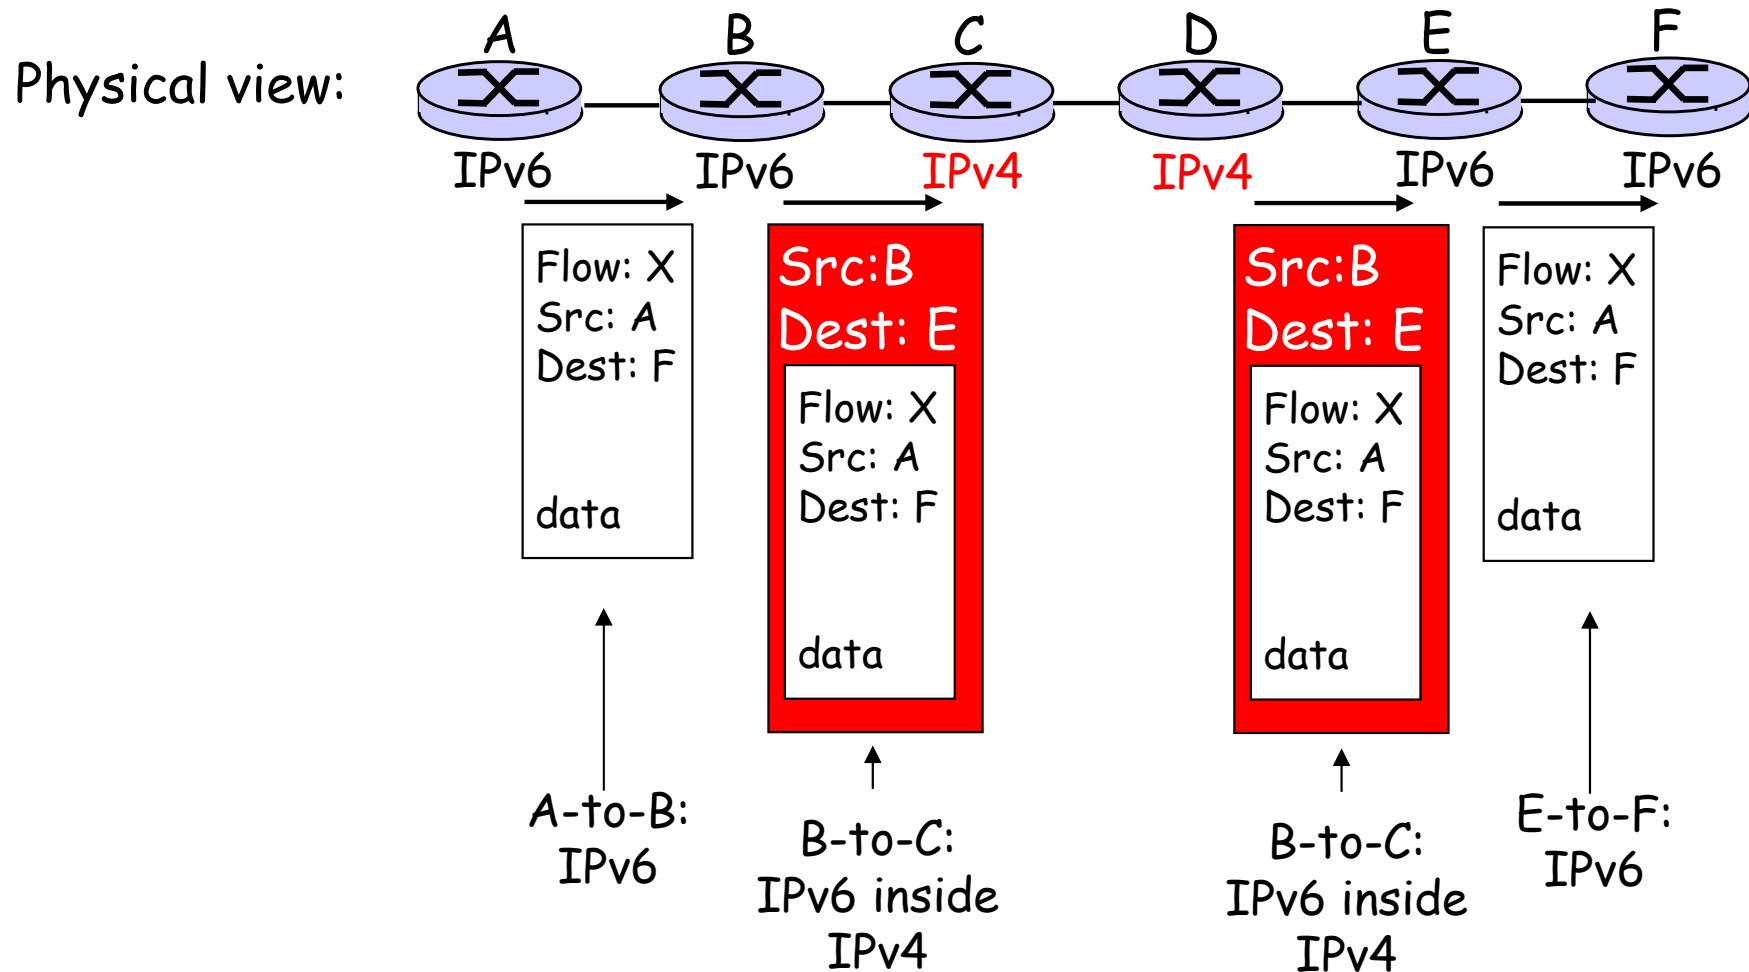 A B C D E F
Physical view:
IPv6 IPv6 IPv4 IPv4 IPv6 IPv6
Flow: X
Src: A
Dest: F
data
Src:B
Dest: E
Flow: X
Src: A
Dest: F
data
Src:B
Dest: E
Flow: X
Src: A
Dest: F
data
Flow: X
Src: A
Dest: F
data
A-to-B:
IPv6
B-to-C:
IPv6 inside
IPv4
B-to-C:
IPv6 inside
IPv4
E-to-F:
IPv6